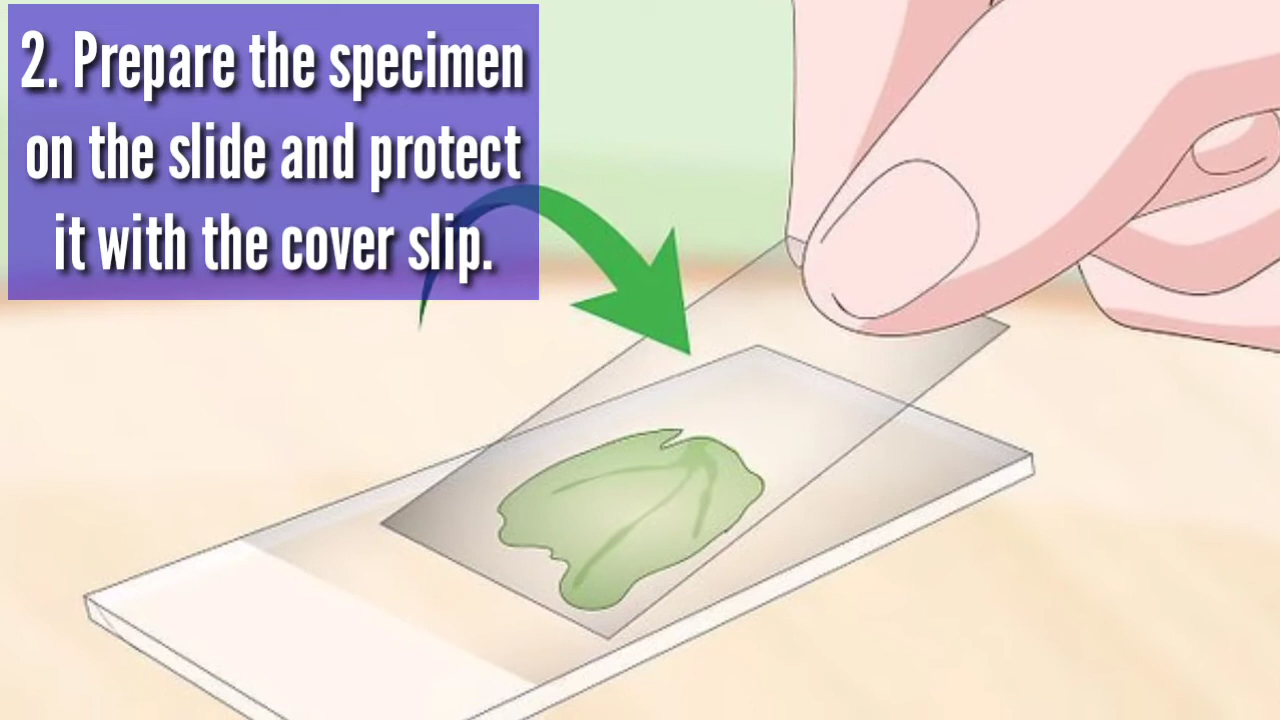 2. Prepare the specimen
on the slide and protect
it with the cover slip.